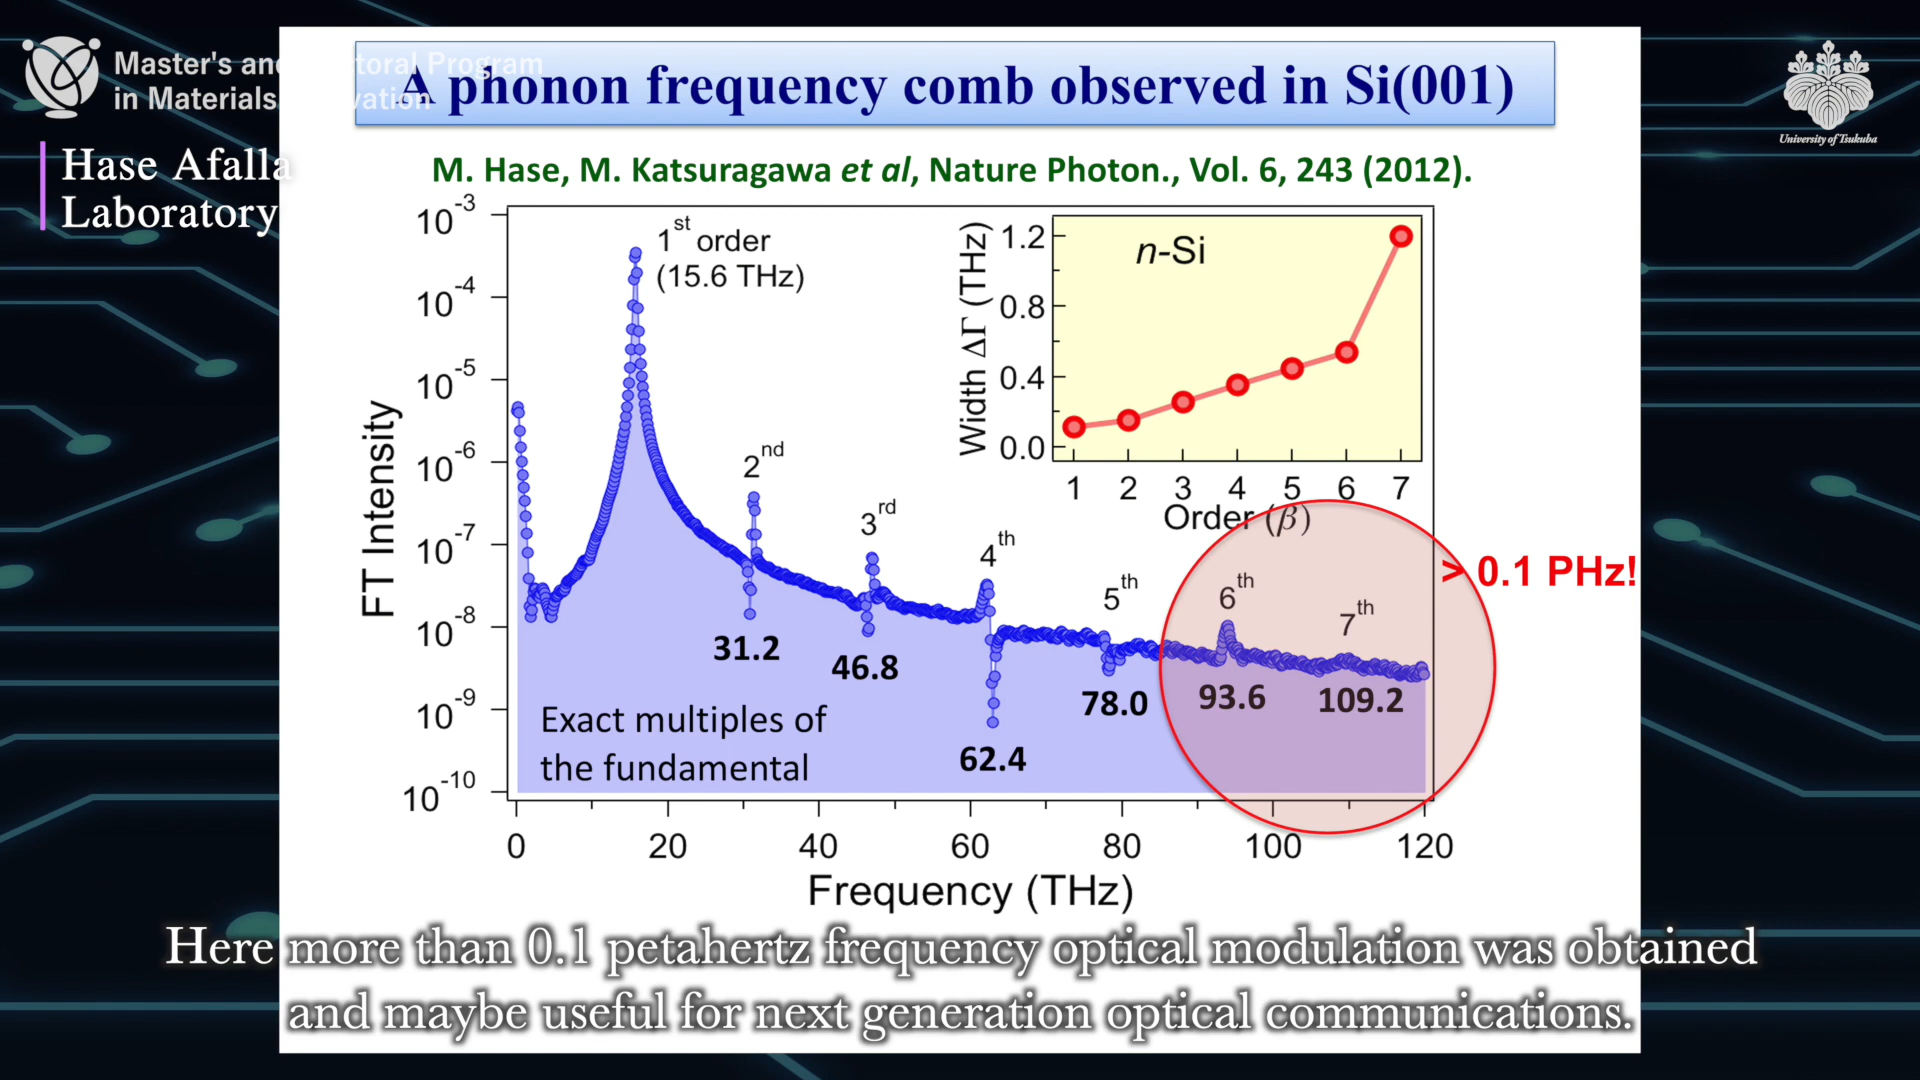 Master's and Doctoral Program
in Materials Innovation
Hase Afalla
Laboratory
University of Tsukuba
A phonon frequency comb observed in Si(001)
M. Hase, M. Katsuragawa et al, Nature Photon., Vol. 6, 243 (2012).
FT Intensity
10-3
10-4
10-5
10-6
10-7
10-8
10-9
10-10
1st order
(15.6 THz)
2nd
3rd
4th
5th
6th
7th
31.2
46.8
62.4
78.0
93.6
109.2
Exact multiples of
the fundamental
> 0.1 PHz!
n-Si
Width ΔΓ (THz)
1.2
0.8
0.4
0.0
1 2 3 4 5 6 7
Order (β)
0 20 40 60 80 100 120
Frequency (THz)
Here more than 0.1 petahertz frequency optical modulation was obtained
and maybe useful for next generation optical communications.